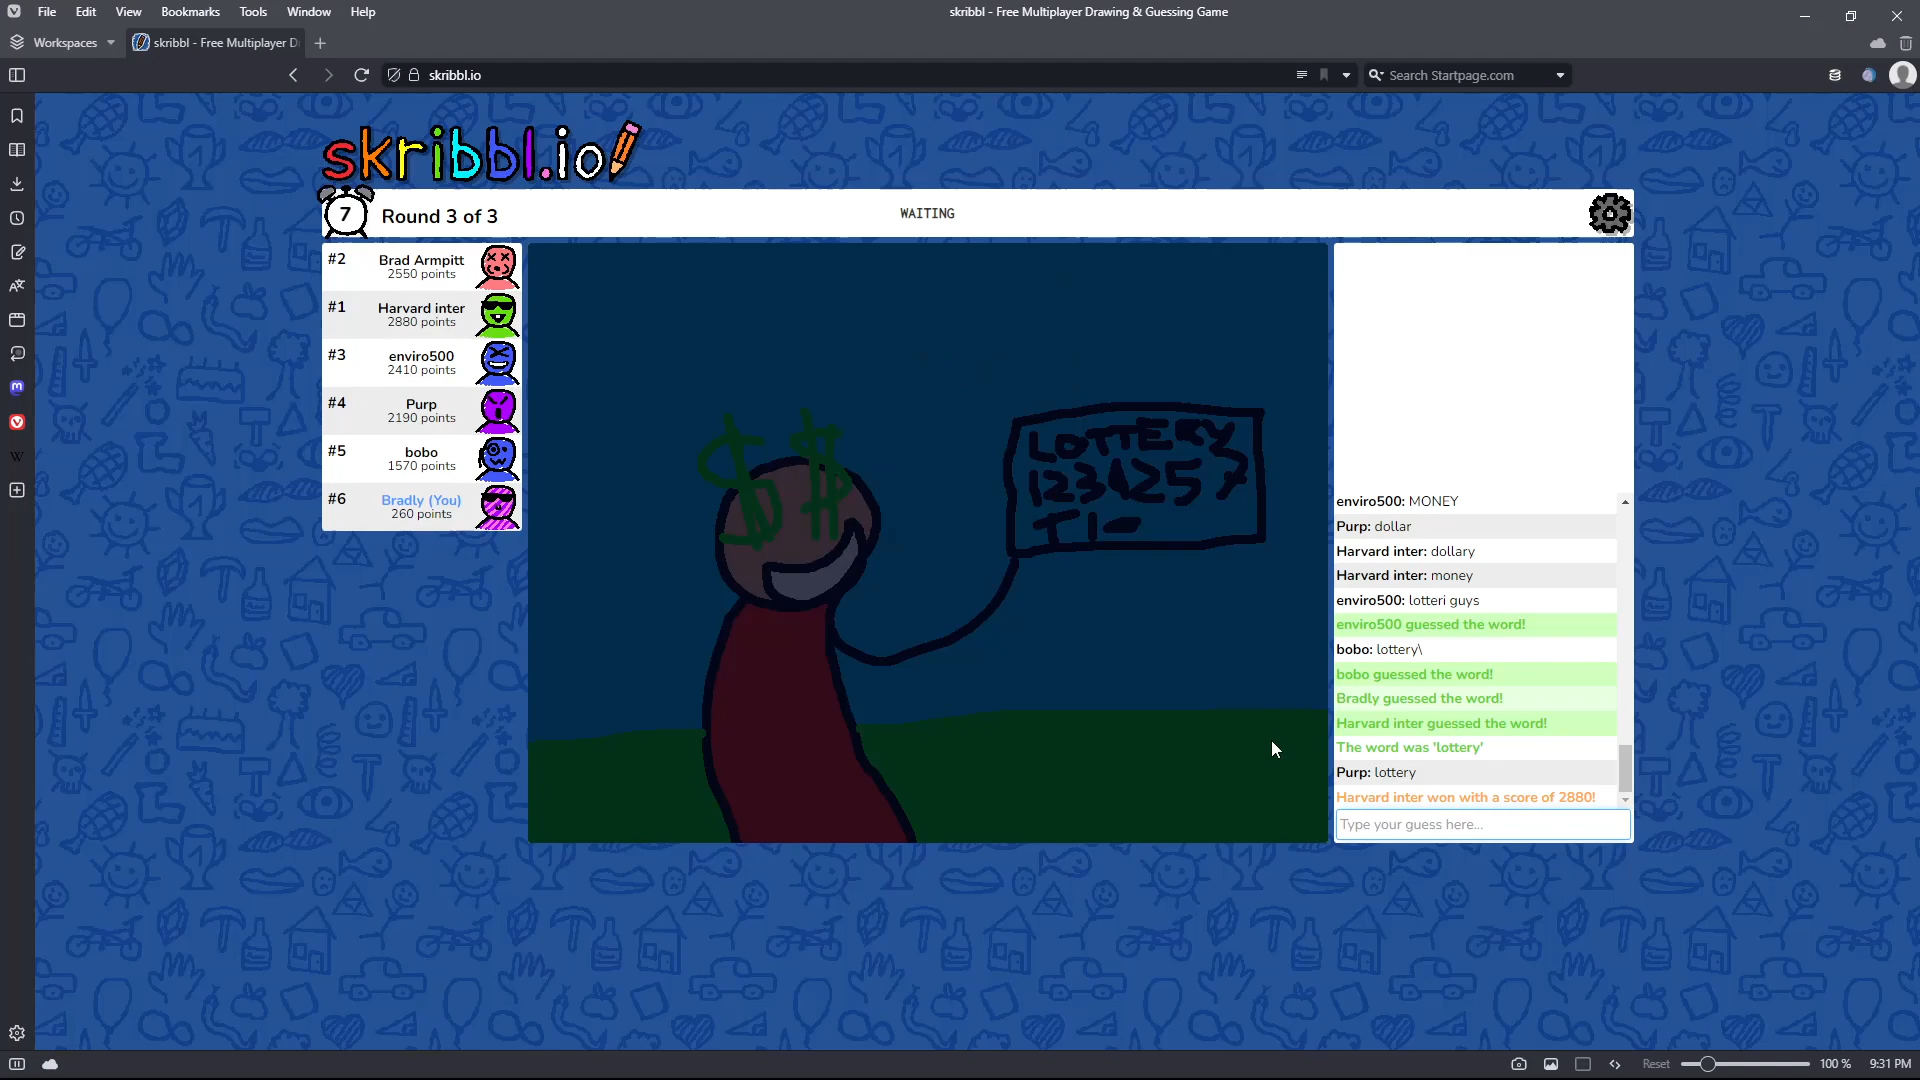 File Edit View Bookmarks Tools Window Help
skribbl - Free Multiplayer Drawing & Guessing Game
Workspaces
skribbl - Free Multiplayer D
skribbl.io
Search Startpage.com
skribbl.io
7
Round 3 of 3
WAITING
#2 Brad Armpitt
2550 points
#1 Harvard inter
2880 points
#3 enviro500
2410 points
#4 Purp
2190 points
#5 bobo
1570 points
#6 Bradly (You)
260 points
$ $
LOTTERY
enviro500: MONEY
Purp: dollar
Harvard inter: dollary
Harvard inter: money
enviro500: lotteri guys
enviro500 guessed the word!
bobo: lottery\
bobo guessed the word!
Bradly guessed the word!
Harvard inter guessed the word!
The word was 'lottery'
Purp: lottery
Harvard inter won with a score of 2880!
Type your guess here...
Reset
100 %
9:31 PM